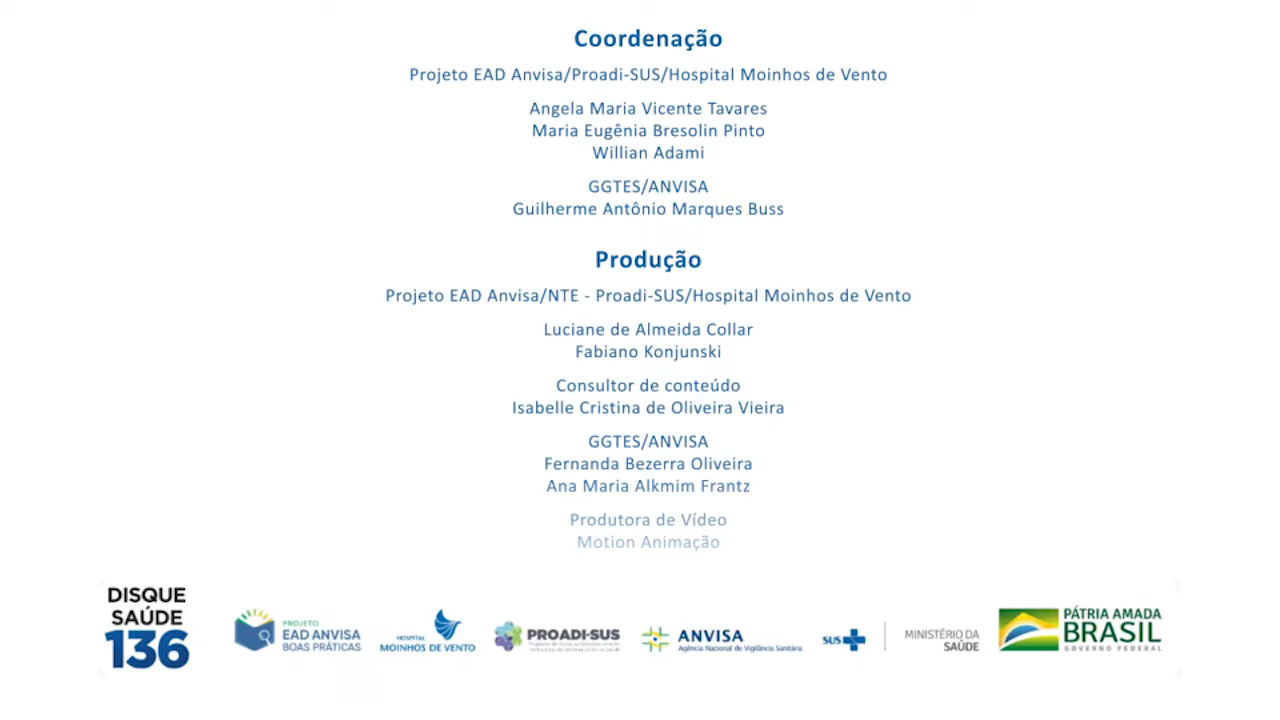 Coordenação
Projeto EAD Anvisa/Proadi-SUS/Hospital Moinhos de Vento
Angela Maria Vicente Tavares
Maria Eugênia Bresolin Pinto
Willian Adami
GGTES/ANVISA
Guilherme Antônio Marques Buss
Produção
Projeto EAD Anvisa/NTE - Proadi-SUS/Hospital Moinhos de Vento
Luciane de Almeida Collar
Fabiano Konjunski
Consultor de conteúdo
Isabelle Cristina de Oliveira Vieira
GGTES/ANVISA
Fernanda Bezerra Oliveira
Ana Maria Alkmim Frantz
Produtora de Vídeo
Motion Animação
DISQUE
SAÚDE
136
PROJETO
EAD ANVISA
BOAS PRÁTICAS
HOSPITAL
MOINHOS DE VENTO
PROADI-SUS
ANVISA
Agência Nacional de Vigilância Sanitária
SUS
MINISTÉRIO DA
SAÚDE
PÁTRIA AMADA
BRASIL
GOVERNO FEDERAL